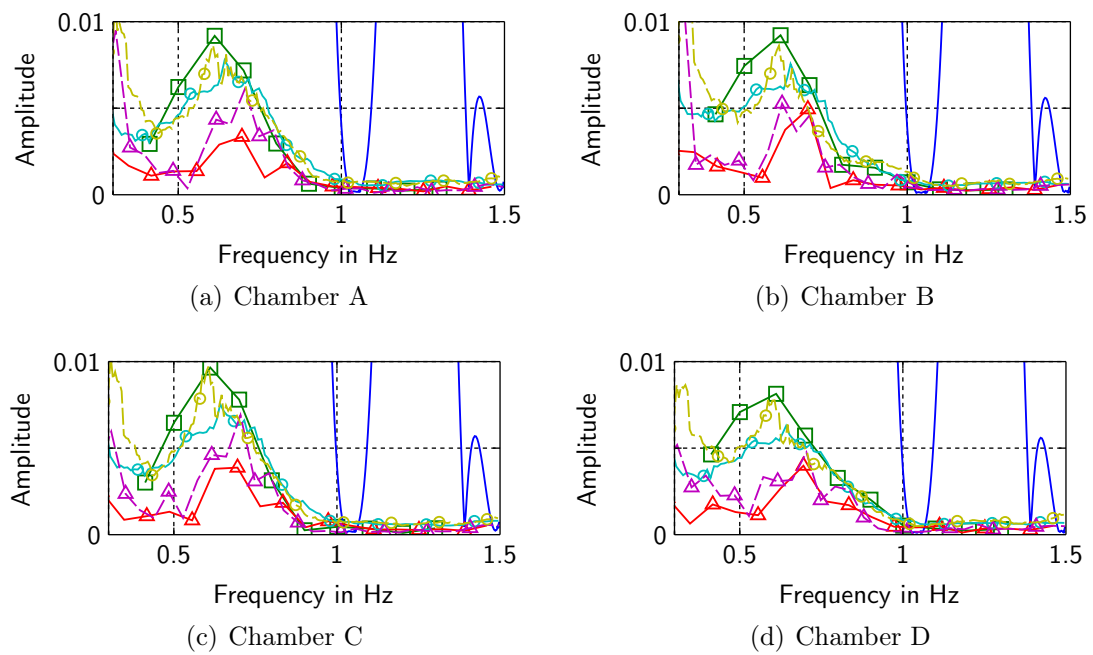 0.01
Amplitude
0
0.5
1
1.5
Frequency in Hz
(a) Chamber A
0.01
Amplitude
0
0.5
1
1.5
Frequency in Hz
(b) Chamber B
0.01
Amplitude
0
0.5
1
1.5
Frequency in Hz
(c) Chamber C
0.01
Amplitude
0
0.5
1
1.5
Frequency in Hz
(d) Chamber D